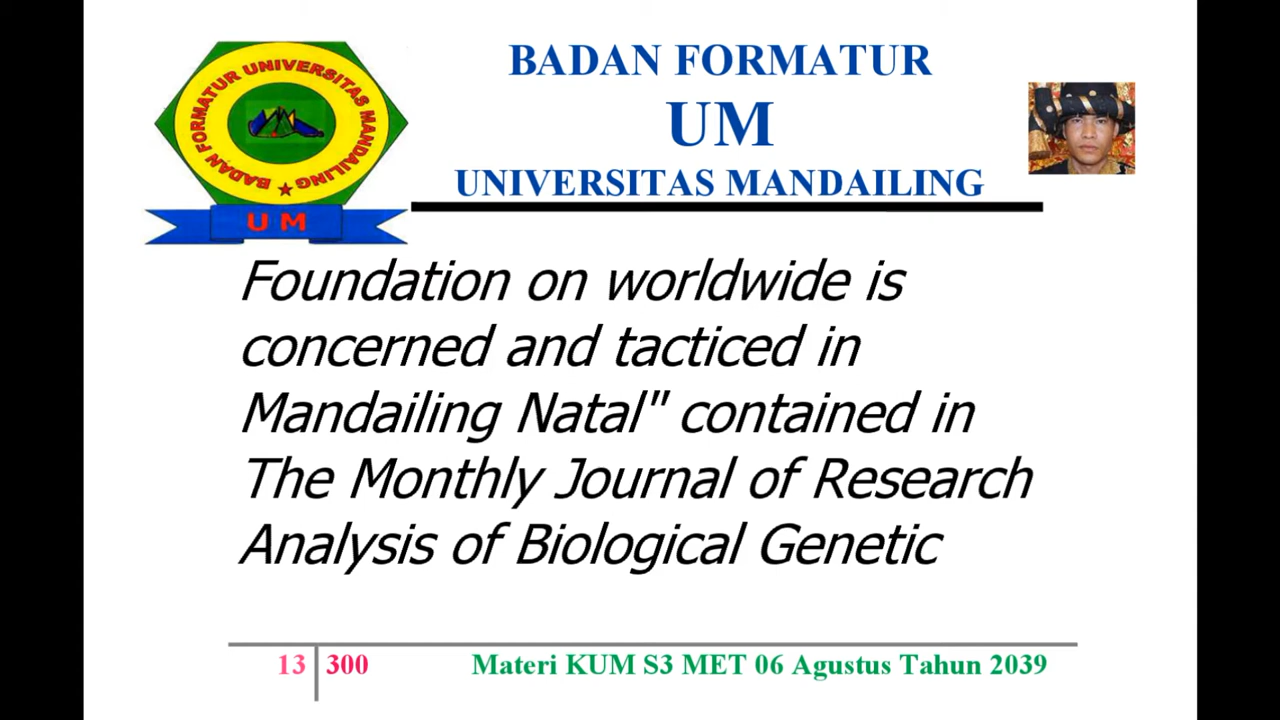 BADAN FORMATUR UNIVERSITAS MANDAILING
U M
BADAN FORMATUR
UM
UNIVERSITAS MANDAILING
Foundation on worldwide is
concerned and tacticed in
Mandailing Natal" contained in
The Monthly Journal of Research
Analysis of Biological Genetic
13 300 Materi KUM S3 MET 06 Agustus Tahun 2039